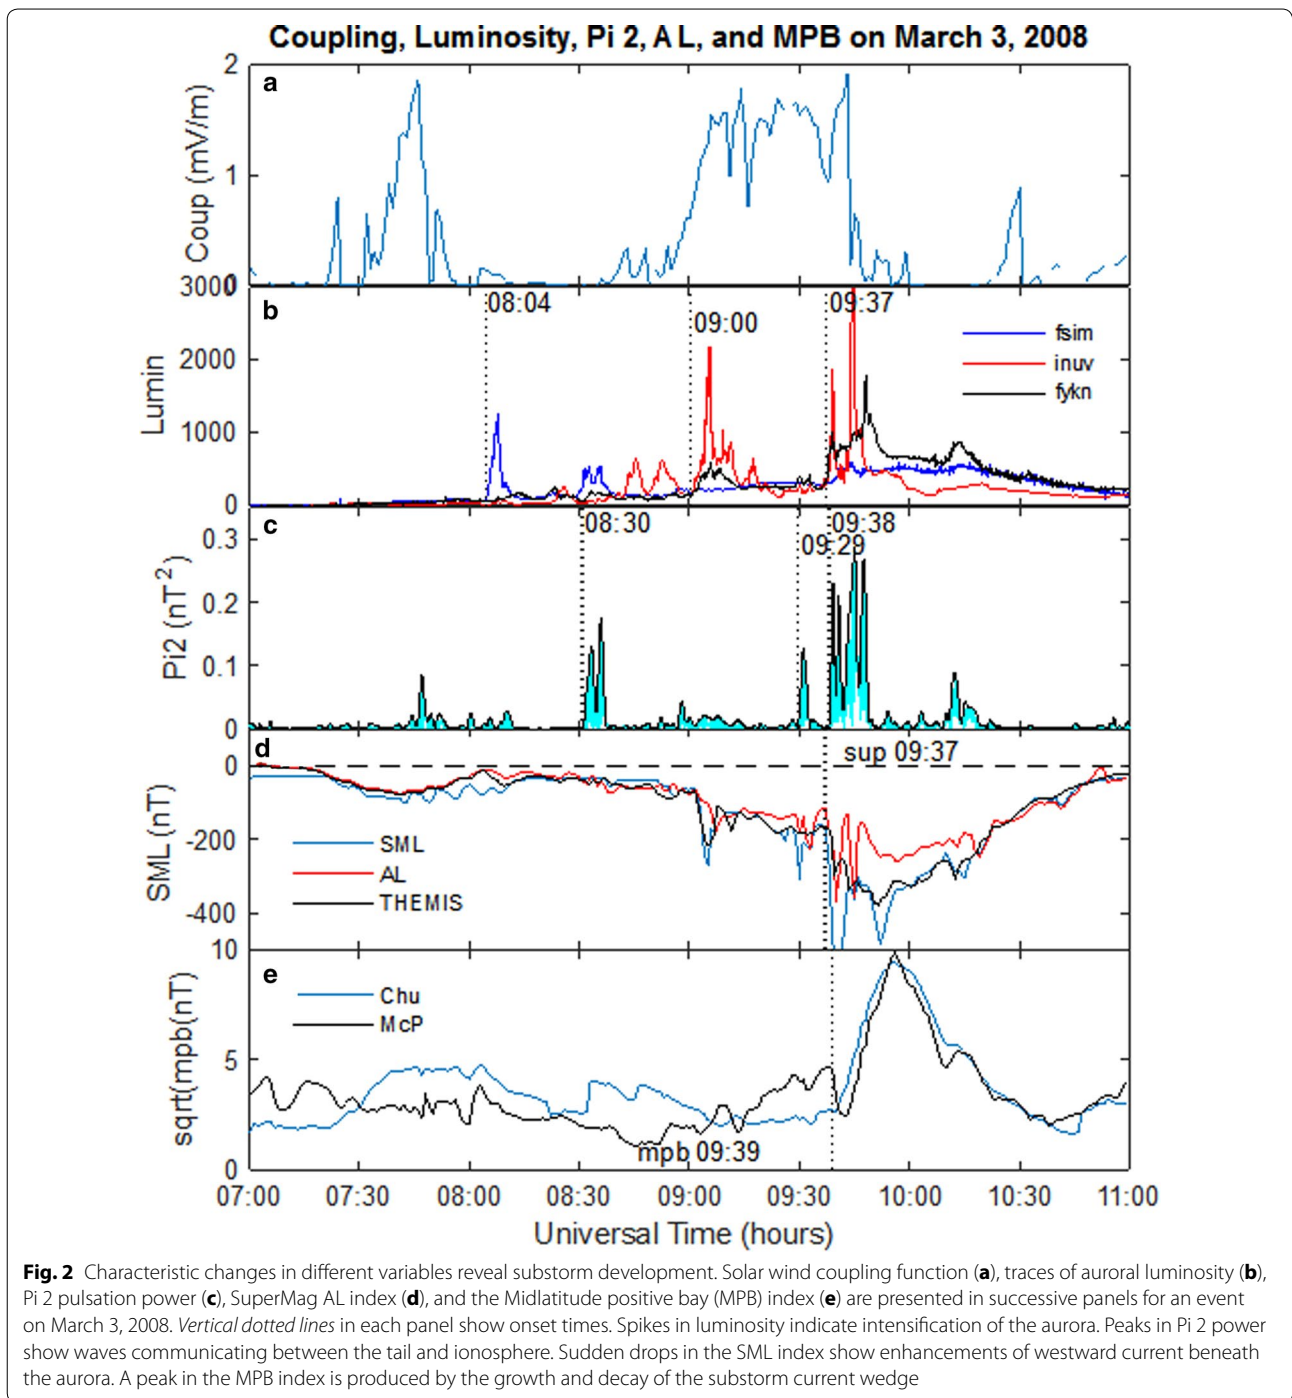 Coupling, Luminosity, Pi 2, AL, and MPB on March 3, 2008
a
Coup (mV/m)
2
1
0
b
Lumin
3000
2000
1000
0
08:04
09:00
09:37
fsim
inuv
fykn
c
Pi2 (nT²)
0.3
0.2
0.1
0
08:30
09:29
09:38
d
SML (nT)
0
-200
-400
sup 09:37
SML
AL
THEMIS
e
sqrt(mpb(nT)
10
5
0
Chu
McP
mpb 09:39
07:00 07:30 08:00 08:30 09:00 09:30 10:00 10:30 11:00
Universal Time (hours)
Fig. 2 Characteristic changes in different variables reveal substorm development. Solar wind coupling function (a), traces of auroral luminosity (b),
Pi 2 pulsation power (c), SuperMag AL index (d), and the Midlatitude positive bay (MPB) index (e) are presented in successive panels for an event
on March 3, 2008. Vertical dotted lines in each panel show onset times. Spikes in luminosity indicate intensification of the aurora. Peaks in Pi 2 power
show waves communicating between the tail and ionosphere. Sudden drops in the SML index show enhancements of westward current beneath
the aurora. A peak in the MPB index is produced by the growth and decay of the substorm current wedge